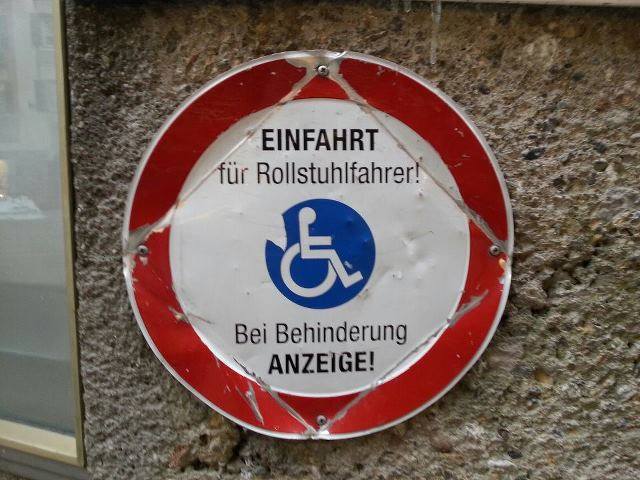 EINFAHRT
für Rollstuhlfahrer!
Bei Behinderung
ANZEIGE!